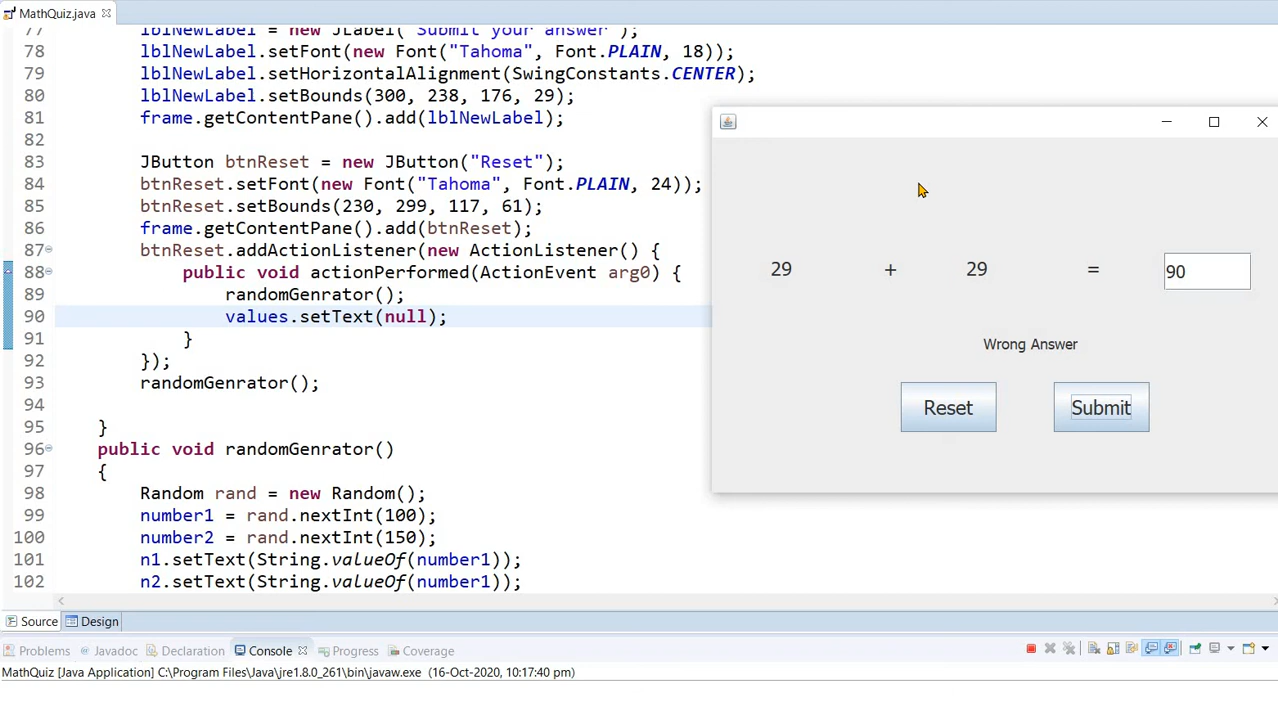 MathQuiz.java
77 lblNewLabel = new JLabel("Submit your answer");
78 lblNewLabel.setFont(new Font("Tahoma", Font.PLAIN, 18));
79 lblNewLabel.setHorizontalAlignment(SwingConstants.CENTER);
80 lblNewLabel.setBounds(300, 238, 176, 29);
81 frame.getContentPane().add(lblNewLabel);
82
83 JButton btnReset = new JButton("Reset");
84 btnReset.setFont(new Font("Tahoma", Font.PLAIN, 24));
85 btnReset.setBounds(230, 299, 117, 61);
86 frame.getContentPane().add(btnReset);
87 btnReset.addActionListener(new ActionListener() {
88 public void actionPerformed(ActionEvent arg0) {
89 randomGenrator();
90 values.setText(null);
91 }
92 });
93 randomGenrator();
94
95 }
96 public void randomGenrator()
97 {
98 Random rand = new Random();
99 number1 = rand.nextInt(100);
100 number2 = rand.nextInt(150);
101 n1.setText(String.valueOf(number1));
102 n2.setText(String.valueOf(number1));
29 + 29 = 90
Wrong Answer
Reset Submit
Source Design
Problems Javadoc Declaration Console Progress Coverage
MathQuiz [Java Application] C:\Program Files\Java\jre1.8.0_261\bin\javaw.exe (16-Oct-2020, 10:17:40 pm)